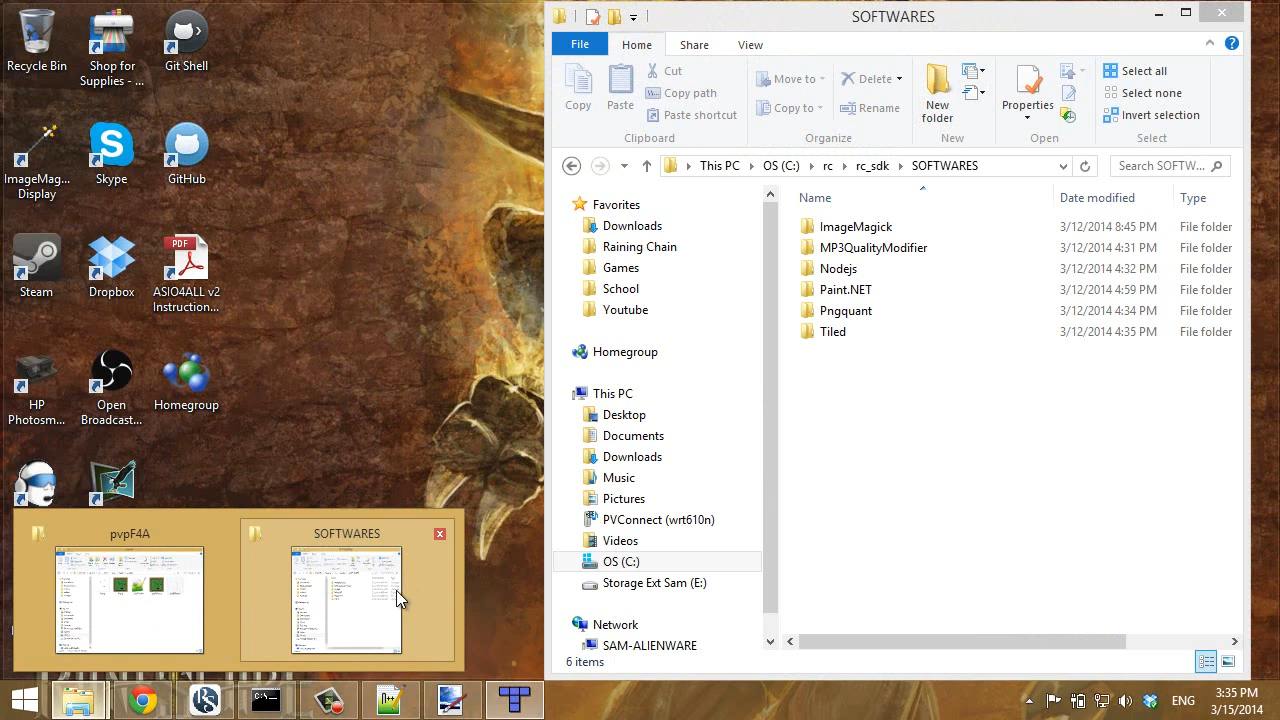 Recycle Bin
Shop for
Supplies - ...
Git Shell
ImageMag...
Display
Skype
GitHub
Steam
Dropbox
PDF
ASIO4ALL v2
Instruction...
HP
Photosm...
Open
Broadcast...
Homegroup
pvpF4A
SOFTWARES
SOFTWARES
File
Home
Share
View
Copy
Paste
Cut
Copy path
Paste shortcut
Clipboard
Move to
Copy to
Delete
Rename
Organize
New
folder
New
Properties
Open
Select all
Select none
Invert selection
Select
This PC
OS (C:)
rc
rc_sdk
SOFTWARES
Search SOFTW...
Favorites
Downloads
Raining Chain
Games
School
Youtube
Homegroup
This PC
Desktop
Documents
Downloads
Music
Pictures
PVConnect (wrt610n)
Videos
OS (C:)
Storage Ext Sam (E:)
Network
SAM-ALIENWARE
Name Date modified Type
ImageMagick 3/12/2014 8:45 PM File folder
MP3QualityModifier 3/12/2014 4:31 PM File folder
Nodejs 3/12/2014 4:32 PM File folder
Paint.NET 3/12/2014 4:59 PM File folder
Pngquant 3/12/2014 4:34 PM File folder
Tiled 3/12/2014 4:35 PM File folder
6 items
ENG
3:35 PM
3/15/2014